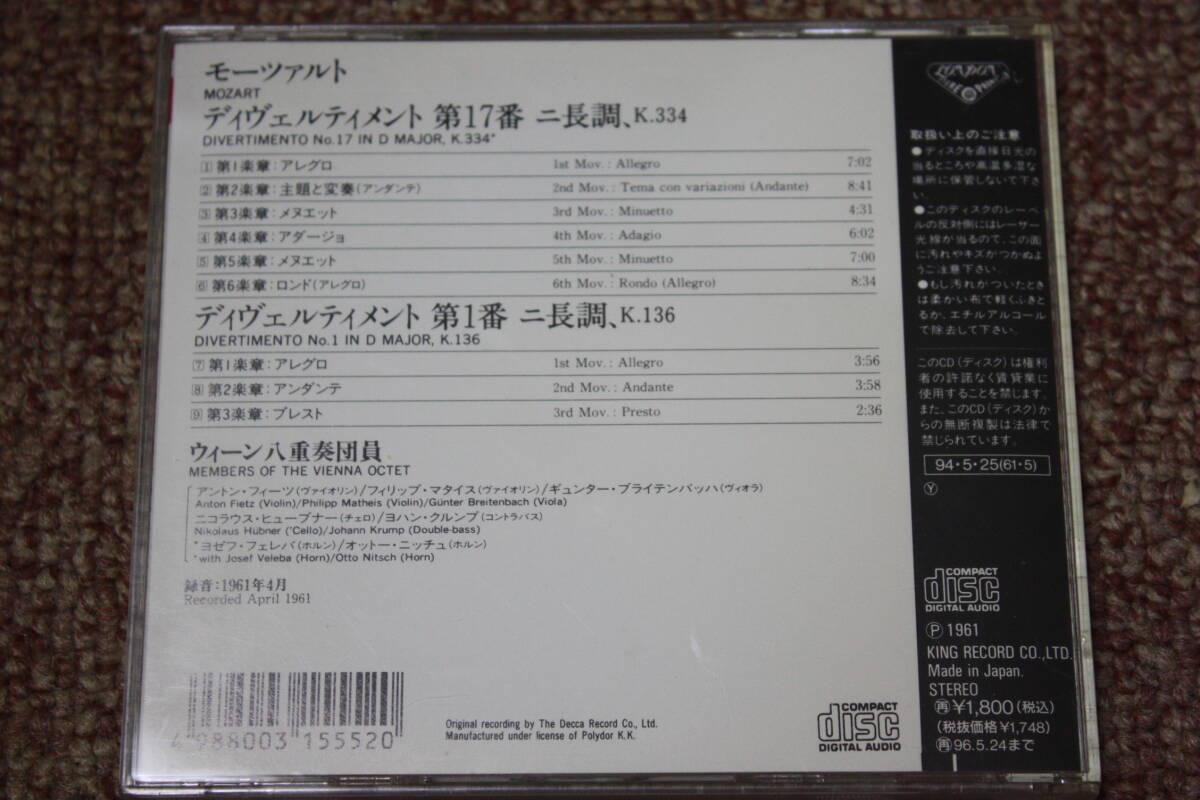 モーツァルト
MOZART
ディヴェルティメント 第17番 ニ長調、K.334
DIVERTIMENTO No.17 IN D MAJOR, K.334*
① 第1楽章：アレグロ 1st Mov.: Allegro 7:02
② 第2楽章：主題と変奏(アンダンテ) 2nd Mov.: Tema con variazioni (Andante) 8:41
③ 第3楽章：メヌエット 3rd Mov.: Minuetto 4:31
④ 第4楽章：アダージョ 4th Mov.: Adagio 6:02
⑤ 第5楽章：メヌエット 5th Mov.: Minuetto 7:00
⑥ 第6楽章：ロンド(アレグロ) 6th Mov.: Rondo (Allegro) 8:34
ディヴェルティメント 第1番 ニ長調、K.136
DIVERTIMENTO No.1 IN D MAJOR, K.136
⑦ 第1楽章：アレグロ 1st Mov.: Allegro 3:56
⑧ 第2楽章：アンダンテ 2nd Mov.: Andante 3:58
⑨ 第3楽章：プレスト 3rd Mov.: Presto 2:36
ウィーン八重奏団員
MEMBERS OF THE VIENNA OCTET
アントン・フィーツ(ヴァイオリン)/フィリップ・マタイス(ヴァイオリン)/ギュンター・ブライテンバッハ(ヴィオラ)
Anton Fietz (Violin)/Philipp Matheis (Violin)/Günter Breitenbach (Viola)
ニコラウス・ヒューブナー(チェロ)/ヨハン・クルンプ(コントラバス)
Nikolaus Hübner ('Cello)/Johann Krump (Double-bass)
*ヨゼフ・フェレバ(ホルン)/オットー・ニッチュ(ホルン)
*with Josef Veleba (Horn)/Otto Nitsch (Horn)
録音：1961年4月
Recorded April 1961
4 988003 155520
Original recording by The Decca Record Co., Ltd.
Manufactured under license of Polydor K.K.
COMPACT
disc
DIGITAL AUDIO
LONDON
取扱い上のご注意
●ディスクを直接日光の
当るところや高温多湿な
場所に保管しないで下さ
い。
●このディスクのレーベ
ルの反対側にはレーザー
光線が当るので、この面
に汚れやキズがつかぬよ
うご注意下さい。
●もし汚れがついたとき
は柔かい布で軽くふきと
るか、エチルアルコール
で除去して下さい。
このCD(ディスク)は権利
者の許諾なく賃貸業に
使用することを禁じます。
また、このCD(ディスク)か
らの無断複製は法律で
禁じられています。
94・5・25(61・5)
Ⓨ
COMPACT
disc
DIGITAL AUDIO
Ⓟ 1961
KING RECORD CO.,LTD.
Made in Japan.
STEREO
㊥¥1,800(税込)
(税抜価格¥1,748)
96.5.24まで